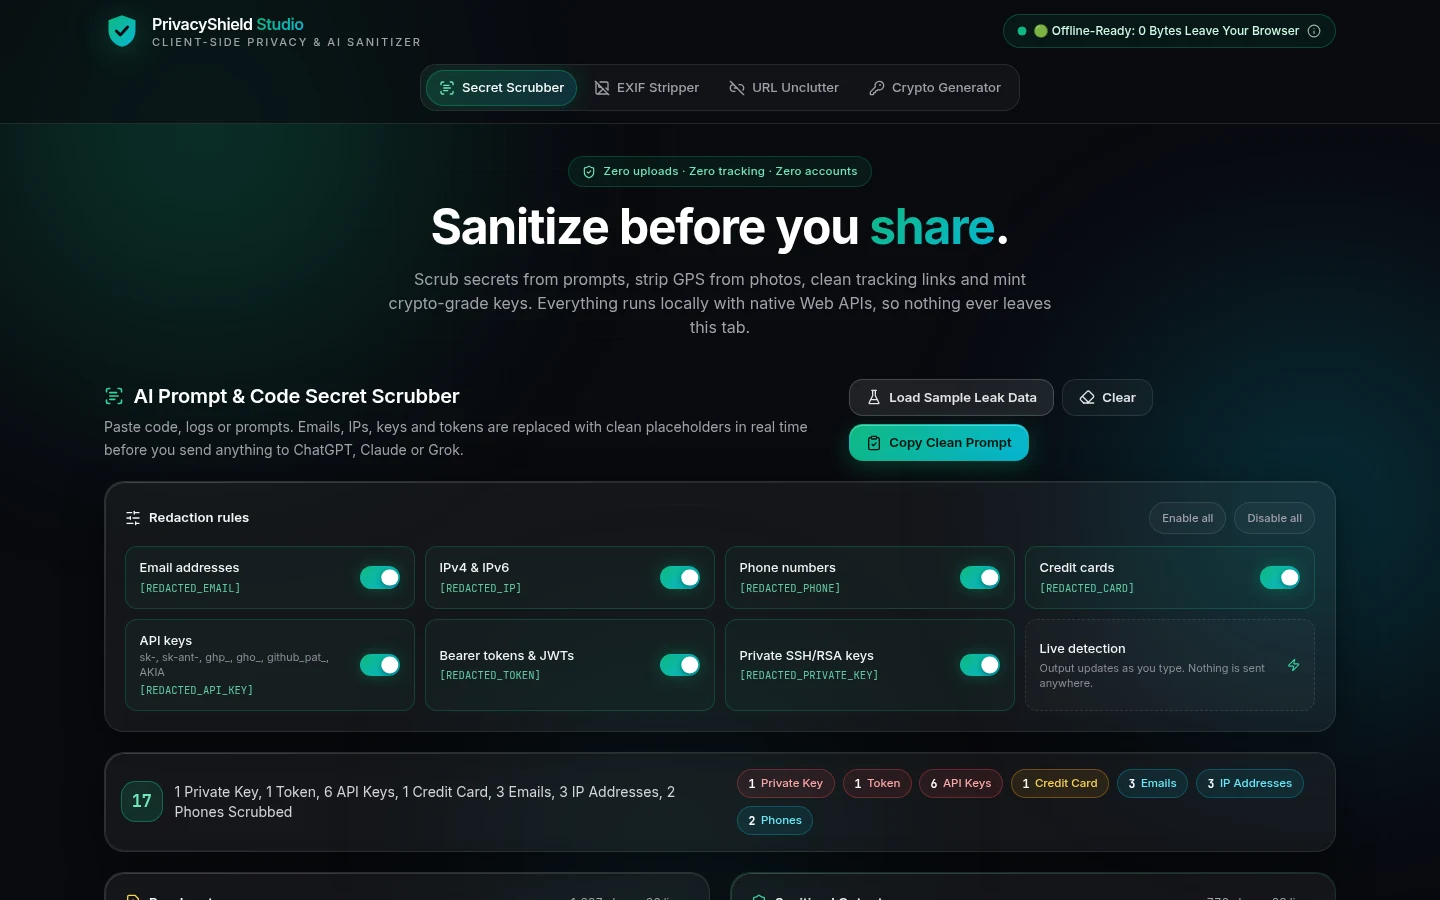 PrivacyShield Studio
CLIENT-SIDE PRIVACY & AI SANITIZER
Offline-Ready: 0 Bytes Leave Your Browser
Secret Scrubber
EXIF Stripper
URL Unclutter
Crypto Generator
Zero uploads · Zero tracking · Zero accounts
Sanitize before you share.
Scrub secrets from prompts, strip GPS from photos, clean tracking links and mint
crypto-grade keys. Everything runs locally with native Web APIs, so nothing ever leaves
this tab.
AI Prompt & Code Secret Scrubber
Paste code, logs or prompts. Emails, IPs, keys and tokens are replaced with clean placeholders in real time
before you send anything to ChatGPT, Claude or Grok.
Load Sample Leak Data
Clear
Copy Clean Prompt
Redaction rules
Enable all
Disable all
Email addresses
[REDACTED_EMAIL]
IPv4 & IPv6
[REDACTED_IP]
Phone numbers
[REDACTED_PHONE]
Credit cards
[REDACTED_CARD]
API keys
sk-, sk-ant-, ghp_, gho_, github_pat_,
AKIA
[REDACTED_API_KEY]
Bearer tokens & JWTs
[REDACTED_TOKEN]
Private SSH/RSA keys
[REDACTED_PRIVATE_KEY]
Live detection
Output updates as you type. Nothing is sent
anywhere.
17
1 Private Key, 1 Token, 6 API Keys, 1 Credit Card, 3 Emails, 3 IP Addresses, 2
Phones Scrubbed
1 Private Key
1 Token
6 API Keys
1 Credit Card
3 Emails
3 IP Addresses
2 Phones